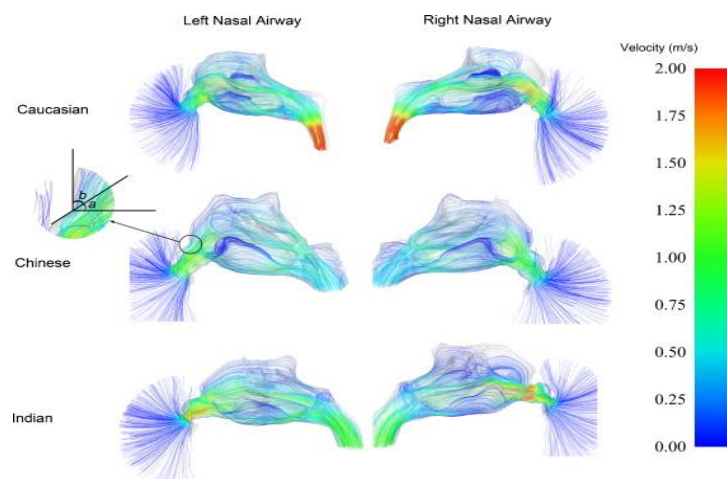 Left Nasal Airway
Right Nasal Airway
Velocity (m/s)
Caucasian
2.00
1.75
1.50
b
a
1.25
Chinese
1.00
0.75
0.50
Indian
0.25
0.00